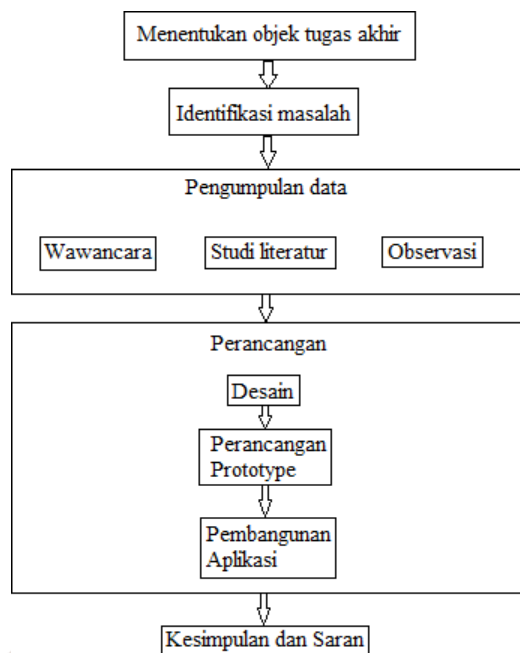 Menentukan objek tugas akhir
Identifikasi masalah
Pengumpulan data
Wawancara
Studi literatur
Observasi
Perancangan
Desain
Perancangan
Prototype
Pembangunan
Aplikasi
Kesimpulan dan Saran